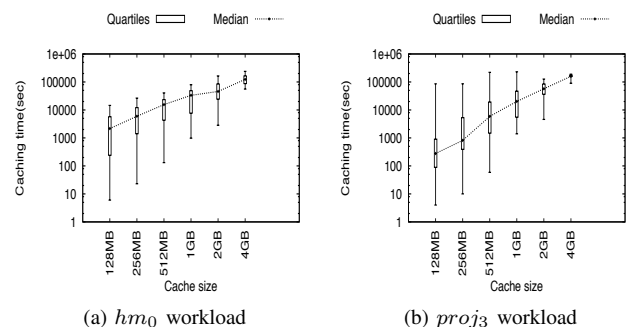 Quartiles Median
1e+06
100000
10000
1000
100
10
1
Caching time(sec)
128MB
256MB
512MB
1GB
2GB
4GB
Cache size
(a) hm0 workload
Quartiles Median
1e+06
100000
10000
1000
100
10
1
Caching time(sec)
128MB
256MB
512MB
1GB
2GB
4GB
Cache size
(b) proj3 workload